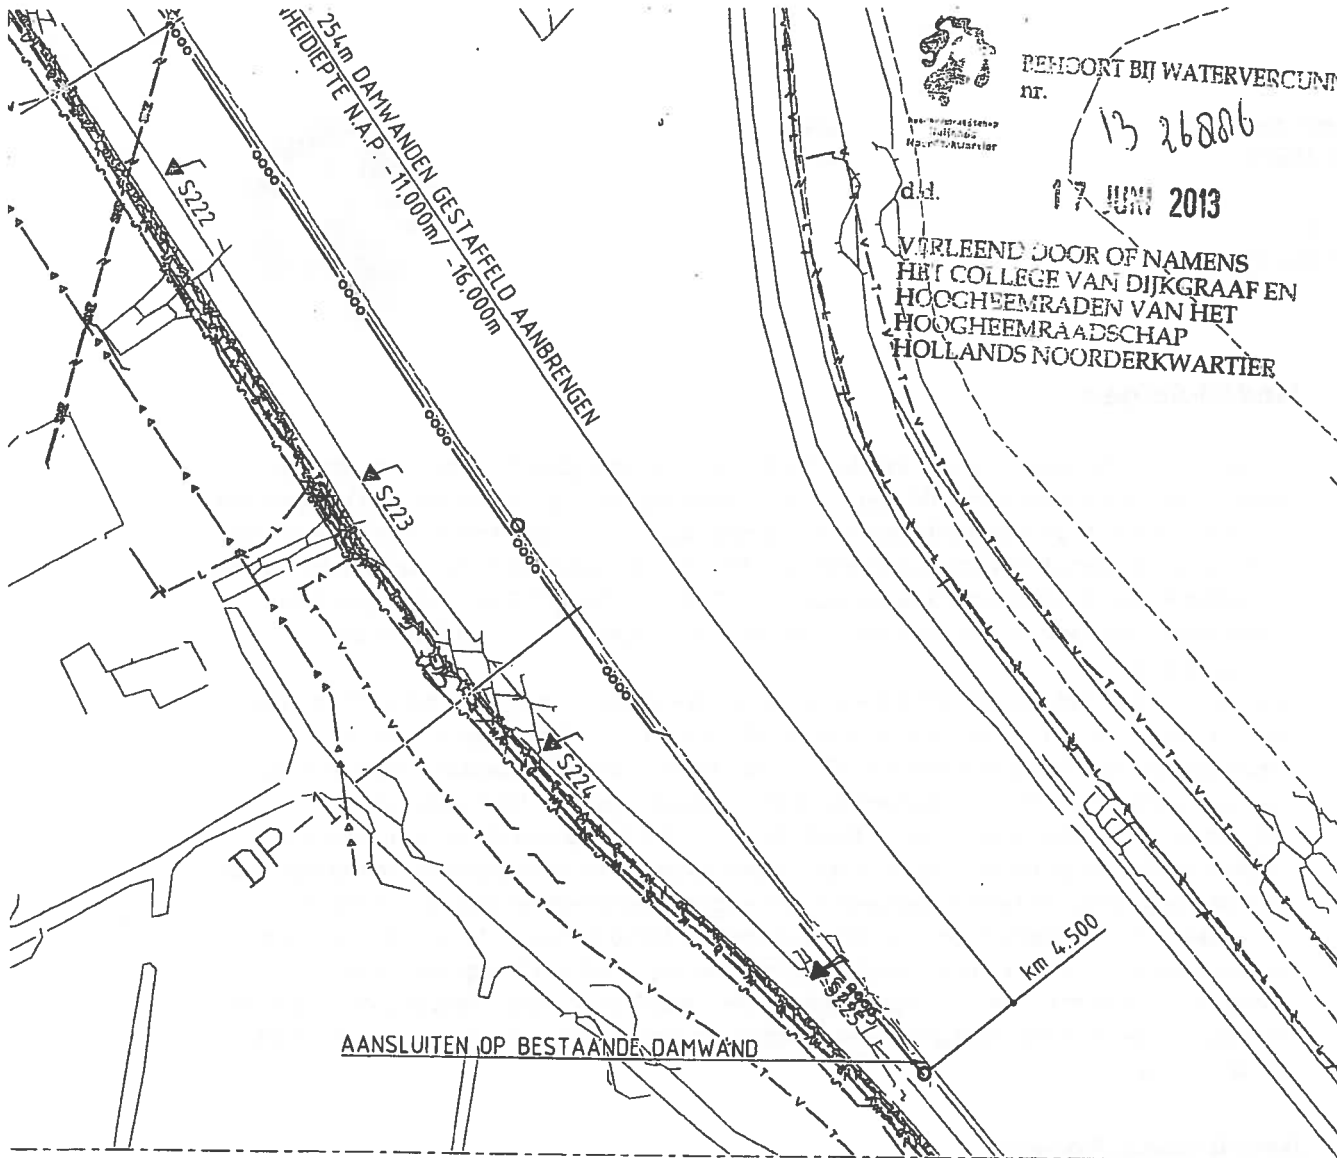 254m DAMWANDEN GESTAFFELD AANBRENGEN
HEIDIEPTE N.A.P. -11,000m/ -16,000m
BEHOORT BIJ WATERVERGUNN
nr.
13 26886
Hollands
Noorderkwartier
d.d.
17 JUNI 2013
VERLEEND DOOR OF NAMENS
HET COLLEGE VAN DIJKGRAAF EN
HOOGHEEMRADEN VAN HET
HOOGHEEMRAADSCHAP
HOLLANDS NOORDERKWARTIER
S222
S223
S224
DP
km 4.500
S225
AANSLUITEN OP BESTAANDE DAMWAND